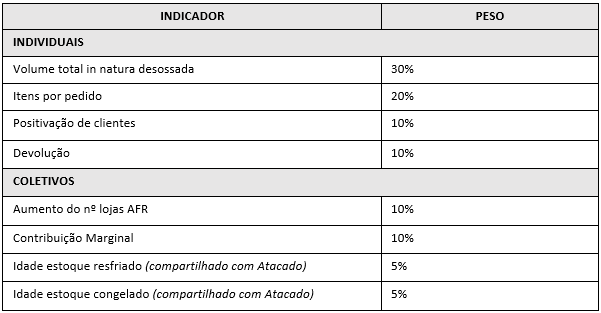 INDICADOR PESO
INDIVIDUAIS
Volume total in natura desossada 30%
Itens por pedido 20%
Positivação de clientes 10%
Devolução 10%
COLETIVOS
Aumento do nº lojas AFR 10%
Contribuição Marginal 10%
Idade estoque resfriado (compartilhado com Atacado) 5%
Idade estoque congelado (compartilhado com Atacado) 5%